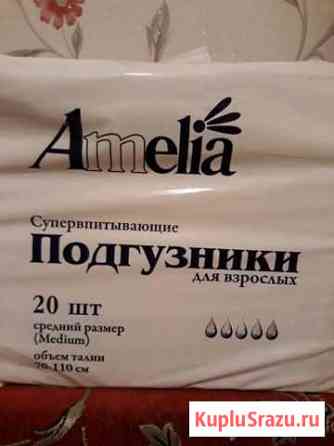 Amelia
Супервпитывающие
Подгузники
для взрослых
20 шт
средний размер
(Medium)
объем талии
70-110 см
KupluSrazu.ru